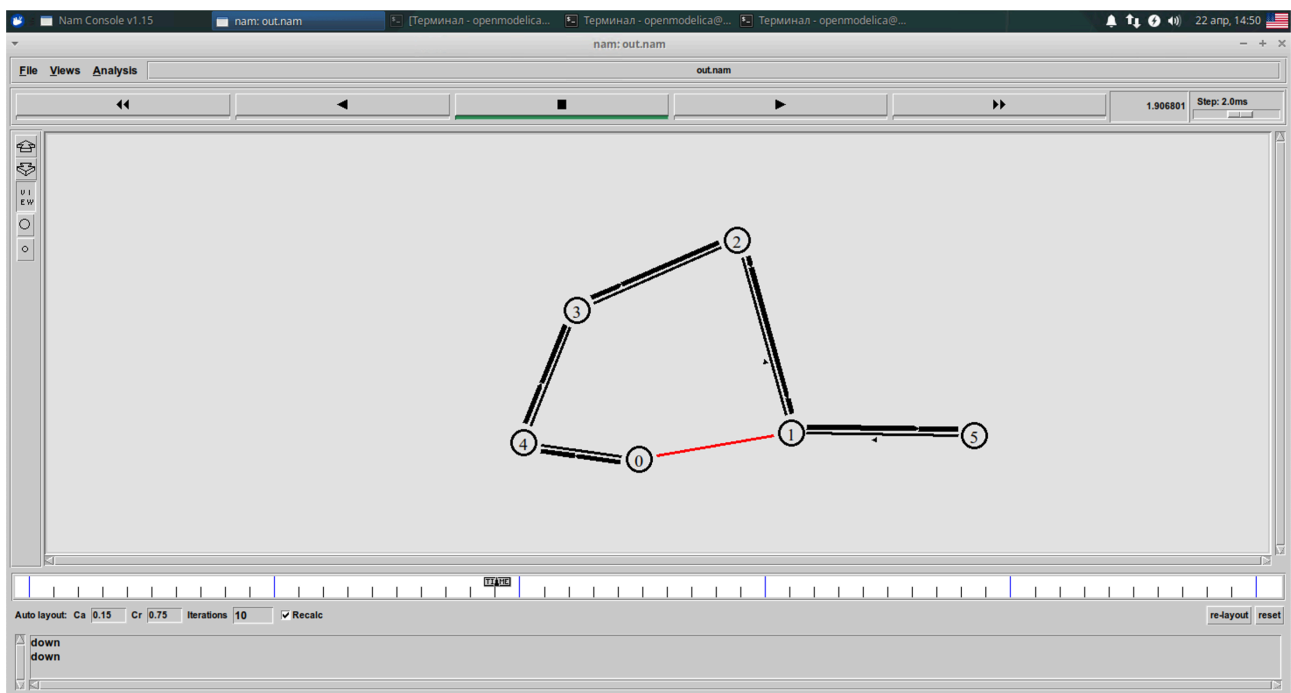 Nam Console v1.15 nam: out.nam [Терминал - openmodelica... Терминал - openmodelica@... Терминал - openmodelica@... 22 апр, 14:50
nam: out.nam
File Views Analysis out.nam
1.906801 Step: 2.0ms
VIEW
2
3
1
5
4
0
TIME
Auto layout: Ca 0.15 Cr 0.75 Iterations 10 Recalc re-layout reset
down
down